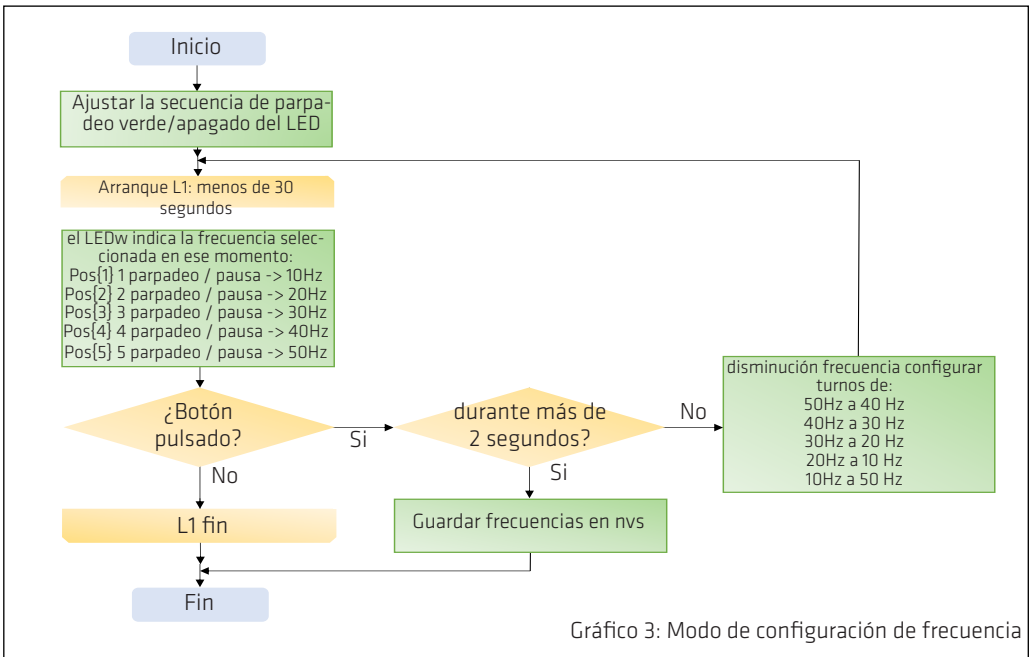 Inicio
Ajustar la secuencia de parpa-
deo verde/apagado del LED
Arranque L1: menos de 30
segundos
el LEDw indica la frecuencia selec-
cionada en ese momento:
Pos{1} 1 parpadeo / pausa -> 10Hz
Pos{2} 2 parpadeo / pausa -> 20Hz
Pos{3} 3 parpadeo / pausa -> 30Hz
Pos{4} 4 parpadeo / pausa -> 40Hz
Pos{5} 5 parpadeo / pausa -> 50Hz
¿Botón
pulsado?
Si
No
durante más de
2 segundos?
No
Si
disminución frecuencia configurar
turnos de:
50Hz a 40 Hz
40Hz a 30 Hz
30Hz a 20 Hz
20Hz a 10 Hz
10Hz a 50 Hz
L1 fin
Guardar frecuencias en nvs
Fin
Gráfico 3: Modo de configuración de frecuencia